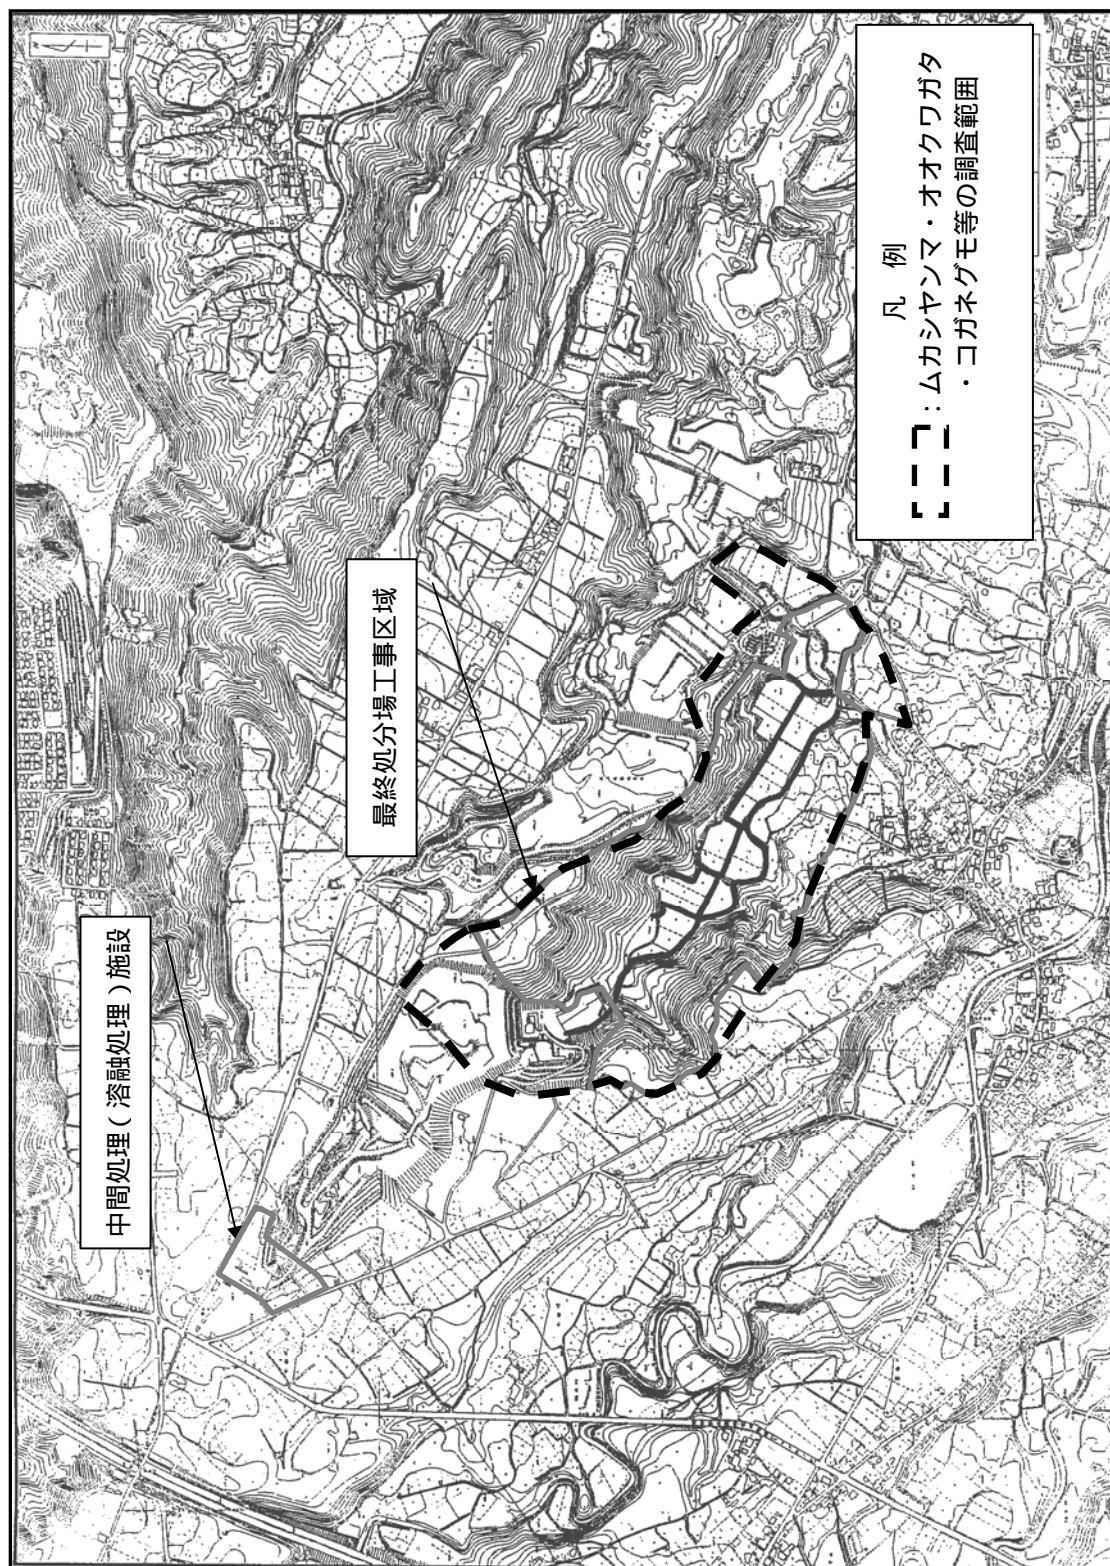 中間処理（溶融処理）施設
最終処分場工事区域
凡　例
：ムカシヤンマ・オオクワガタ
・コガネグモ等の調査範囲